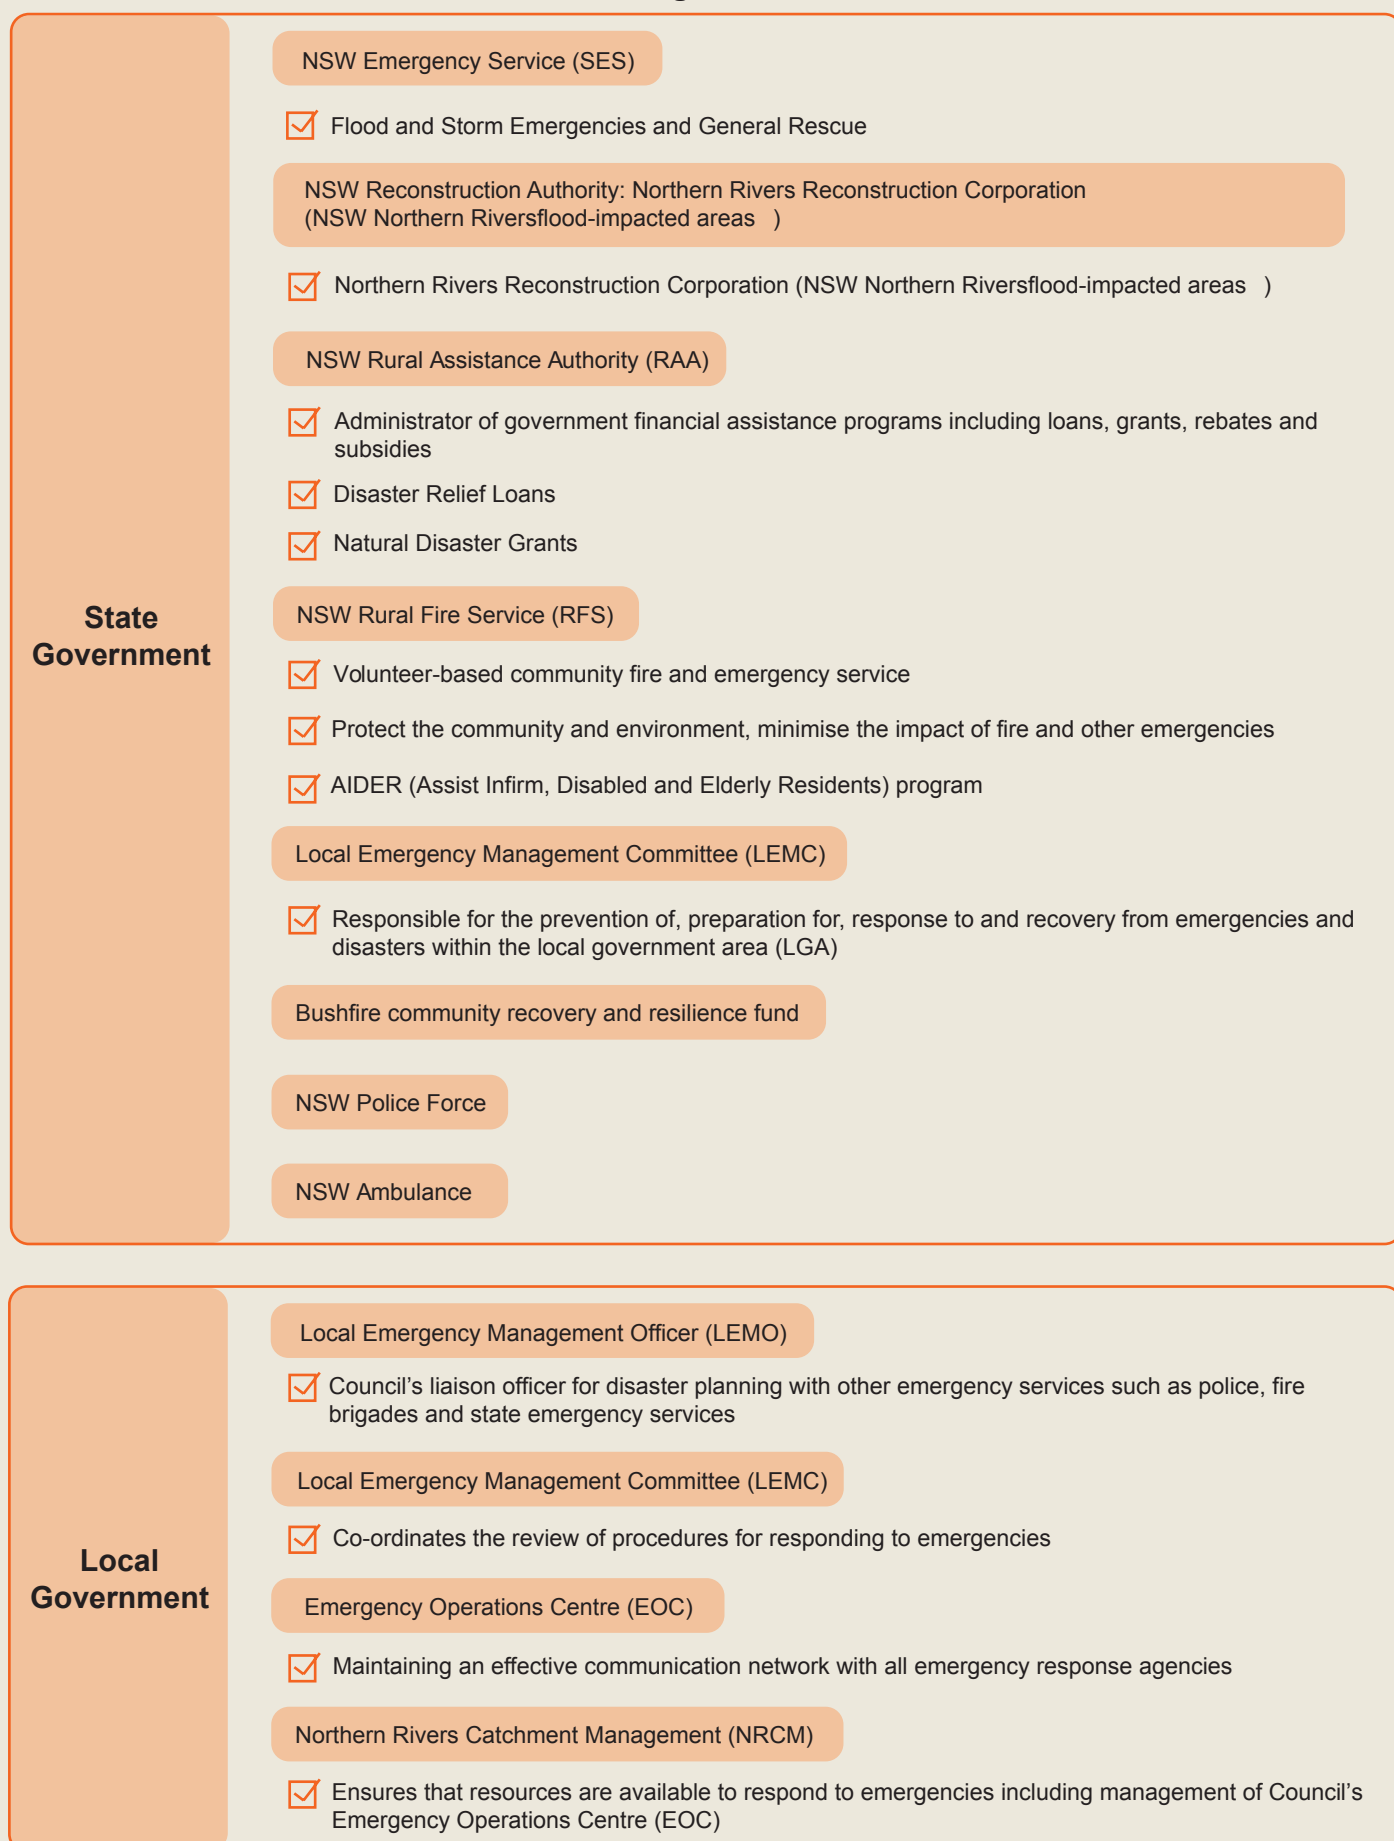 NSW Emergency Service (SES)
Flood and Storm Emergencies and General Rescue
NSW Reconstruction Authority: Northern Rivers Reconstruction Corporation
(NSW Northern Riversflood-impacted areas )
Northern Rivers Reconstruction Corporation (NSW Northern Riversflood-impacted areas )
NSW Rural Assistance Authority (RAA)
Administrator of government financial assistance programs including loans, grants, rebates and
subsidies
Disaster Relief Loans
Natural Disaster Grants
State
Government
NSW Rural Fire Service (RFS)
Volunteer-based community fire and emergency service
Protect the community and environment, minimise the impact of fire and other emergencies
AIDER (Assist Infirm, Disabled and Elderly Residents) program
Local Emergency Management Committee (LEMC)
Responsible for the prevention of, preparation for, response to and recovery from emergencies and
disasters within the local government area (LGA)
Bushfire community recovery and resilience fund
NSW Police Force
NSW Ambulance
Local Emergency Management Officer (LEMO)
Council’s liaison officer for disaster planning with other emergency services such as police, fire
brigades and state emergency services
Local Emergency Management Committee (LEMC)
Co-ordinates the review of procedures for responding to emergencies
Local
Government
Emergency Operations Centre (EOC)
Maintaining an effective communication network with all emergency response agencies
Northern Rivers Catchment Management (NRCM)
Ensures that resources are available to respond to emergencies including management of Council’s
Emergency Operations Centre (EOC)